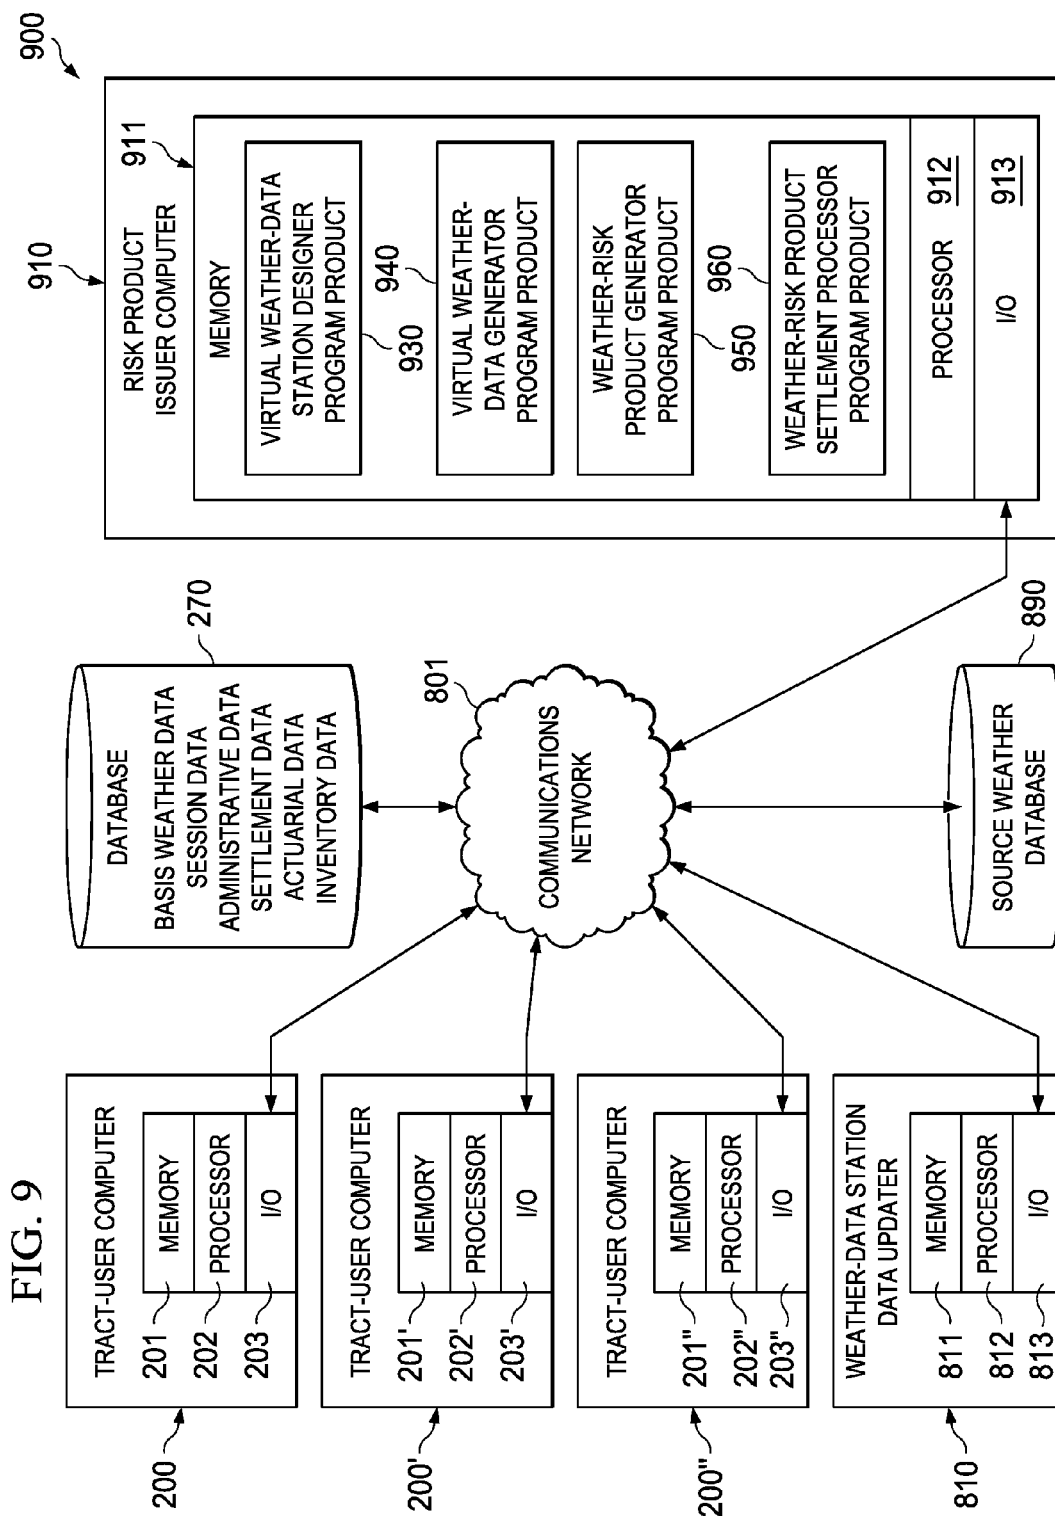 FIG. 9
900
910
RISK PRODUCT
ISSUER COMPUTER
911
MEMORY
VIRTUAL WEATHER-DATA
STATION DESIGNER
PROGRAM PRODUCT
930
940
VIRTUAL WEATHER-
DATA GENERATOR
PROGRAM PRODUCT
WEATHER-RISK
PRODUCT GENERATOR
PROGRAM PRODUCT
950
960
WEATHER-RISK PRODUCT
SETTLEMENT PROCESSOR
PROGRAM PRODUCT
PROCESSOR 912
I/O 913
270
DATABASE
BASIS WEATHER DATA
SESSION DATA
ADMINISTRATIVE DATA
SETTLEMENT DATA
ACTUARIAL DATA
INVENTORY DATA
801
COMMUNICATIONS
NETWORK
890
SOURCE WEATHER
DATABASE
200
TRACT-USER COMPUTER
201 MEMORY
202 PROCESSOR
203 I/O
200'
TRACT-USER COMPUTER
201' MEMORY
202' PROCESSOR
203' I/O
200"
TRACT-USER COMPUTER
201" MEMORY
202" PROCESSOR
203" I/O
810
WEATHER-DATA STATION
DATA UPDATER
811 MEMORY
812 PROCESSOR
813 I/O